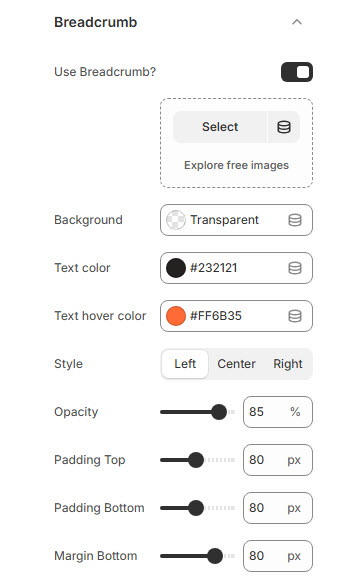 Breadcrumb
Use Breadcrumb?
Select
Explore free images
Background Transparent
Text color #232121
Text hover color #FF6B35
Style Left Center Right
Opacity 85 %
Padding Top 80 px
Padding Bottom 80 px
Margin Bottom 80 px